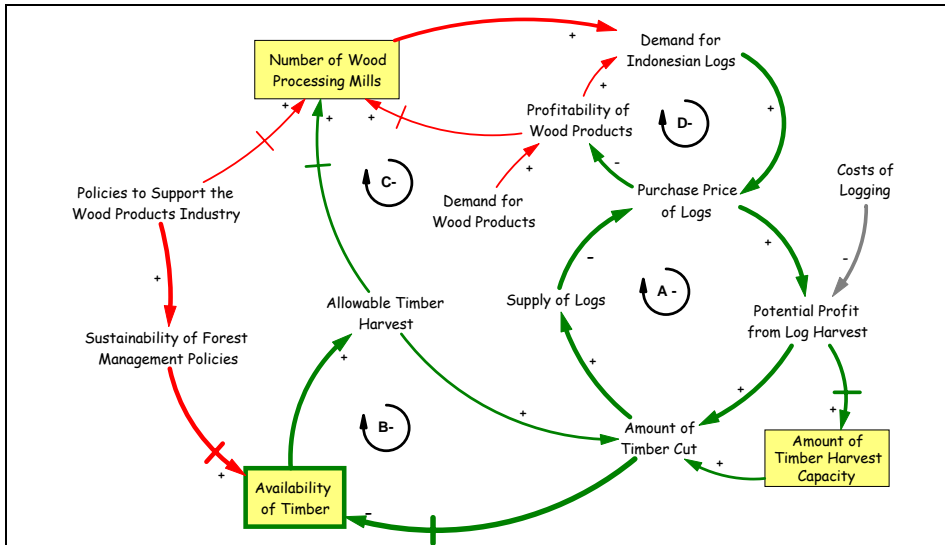 Number of Wood
Processing Mills
+
Demand for
Indonesian Logs
+
+
+
+
+
Profitability of
Wood Products
D-
+
-
C-
Policies to Support the
Wood Products Industry
Demand for
Wood Products
Purchase Price
of Logs
Costs of
Logging
+
+
-
-
A -
Allowable Timber
Harvest
Supply of Logs
Potential Profit
from Log Harvest
Sustainability of Forest
Management Policies
+
+
+
+
+
B-
Amount of
Timber Cut
Amount of
Timber Harvest
Capacity
+
+
Availability
of Timber
-